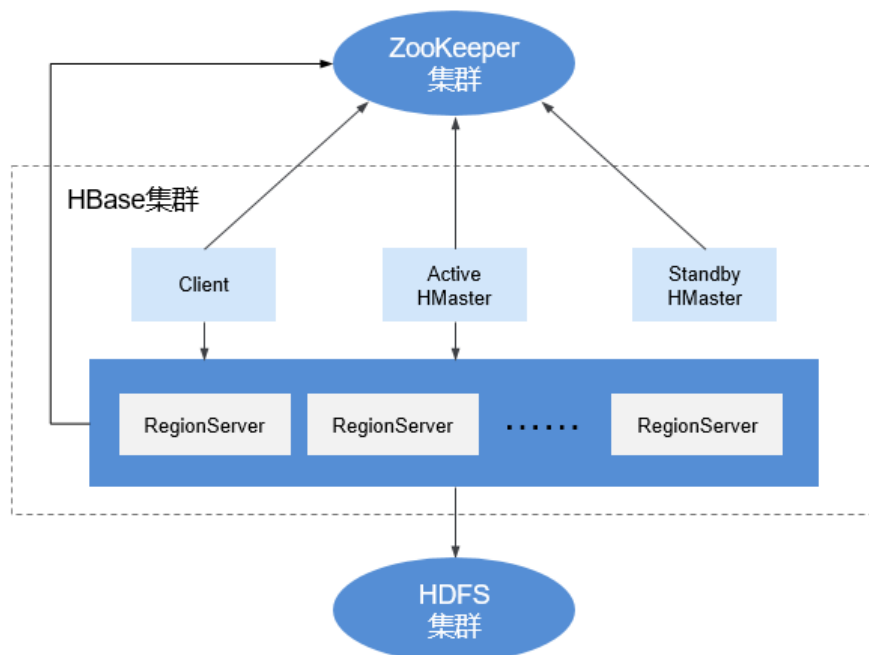 ZooKeeper
集群
HBase集群
Client
Active
HMaster
Standby
HMaster
RegionServer
RegionServer
······
RegionServer
HDFS
集群